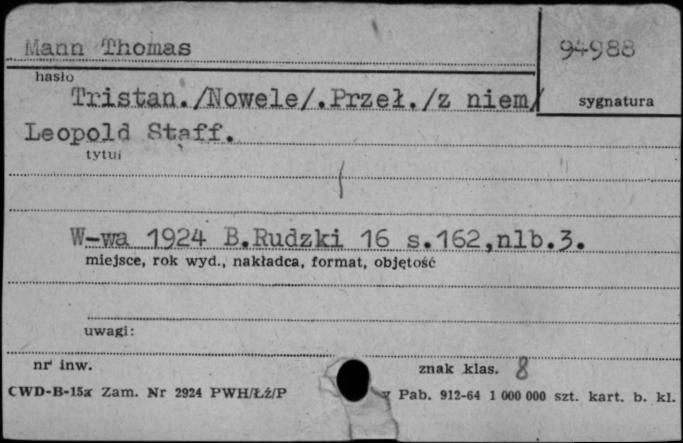 Mann Thomas
94988
hasło
Tristan./Nowele/.Przeł./z niem/
sygnatura
Leopold Staff.
tytuł
W-wa 1924 B.Rudzki 16 s.162,nlb.3.
miejsce, rok wyd., nakładca, format, objętość
uwagi:
nr inw.
znak klas. 8
CWD-B-15a Zam. Nr 2924 PWH/Łż/P
Pab. 912-64 1 000 000 szt. kart. b. kl.